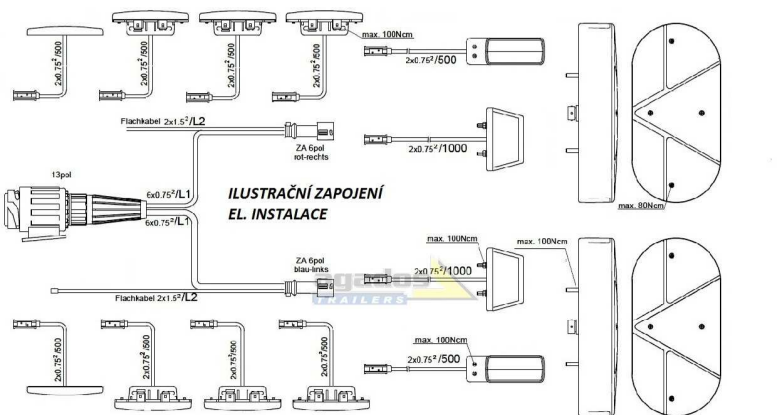 max. 100Ncm
2x0.75²/500
2x0.75²/500
2x0.75²/500
2x0.75²/500
2x0.75²/500
Flachkabel 2x1.5²/L2
ZA 6pol
rot-rechts
2x0.75²/1000
13pol
6x0.75²/L1
6x0.75²/L1
ILUSTRAČNÍ ZAPOJENÍ
EL. INSTALACE
max. 80Ncm
max. 100Ncm
max. 100Ncm
ZA 6pol
blau-links
2x0.75²/1000
agados
TRAILERS
Flachkabel 2x1.5²/L2
max. 100Ncm
2x0.75²/500
2x0.75²/500
2x0.75²/500
2x0.75²/500
2x0.75²/500